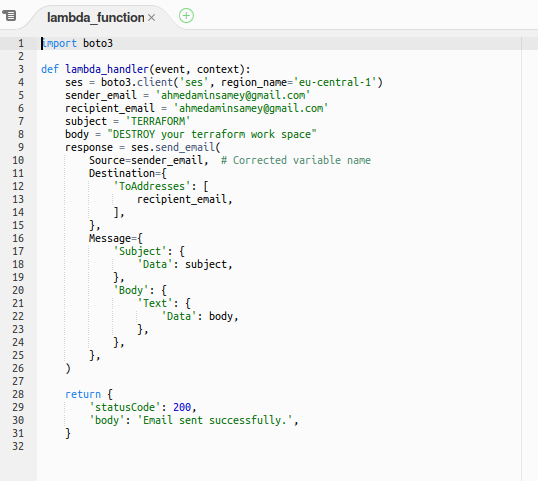 lambda_function ×
1 import boto3
2
3 def lambda_handler(event, context):
4     ses = boto3.client('ses', region_name='eu-central-1')
5     sender_email = 'ahmedaminsamey@gmail.com'
6     recipient_email = 'ahmedaminsamey@gmail.com'
7     subject = 'TERRAFORM'
8     body = "DESTROY your terraform work space"
9     response = ses.send_email(
10         Source=sender_email,  # Corrected variable name
11         Destination={
12             'ToAddresses': [
13                 recipient_email,
14             ],
15         },
16         Message={
17             'Subject': {
18                 'Data': subject,
19             },
20             'Body': {
21                 'Text': {
22                     'Data': body,
23                 },
24             },
25         },
26     )
27
28     return {
29         'statusCode': 200,
30         'body': 'Email sent successfully.',
31     }
32